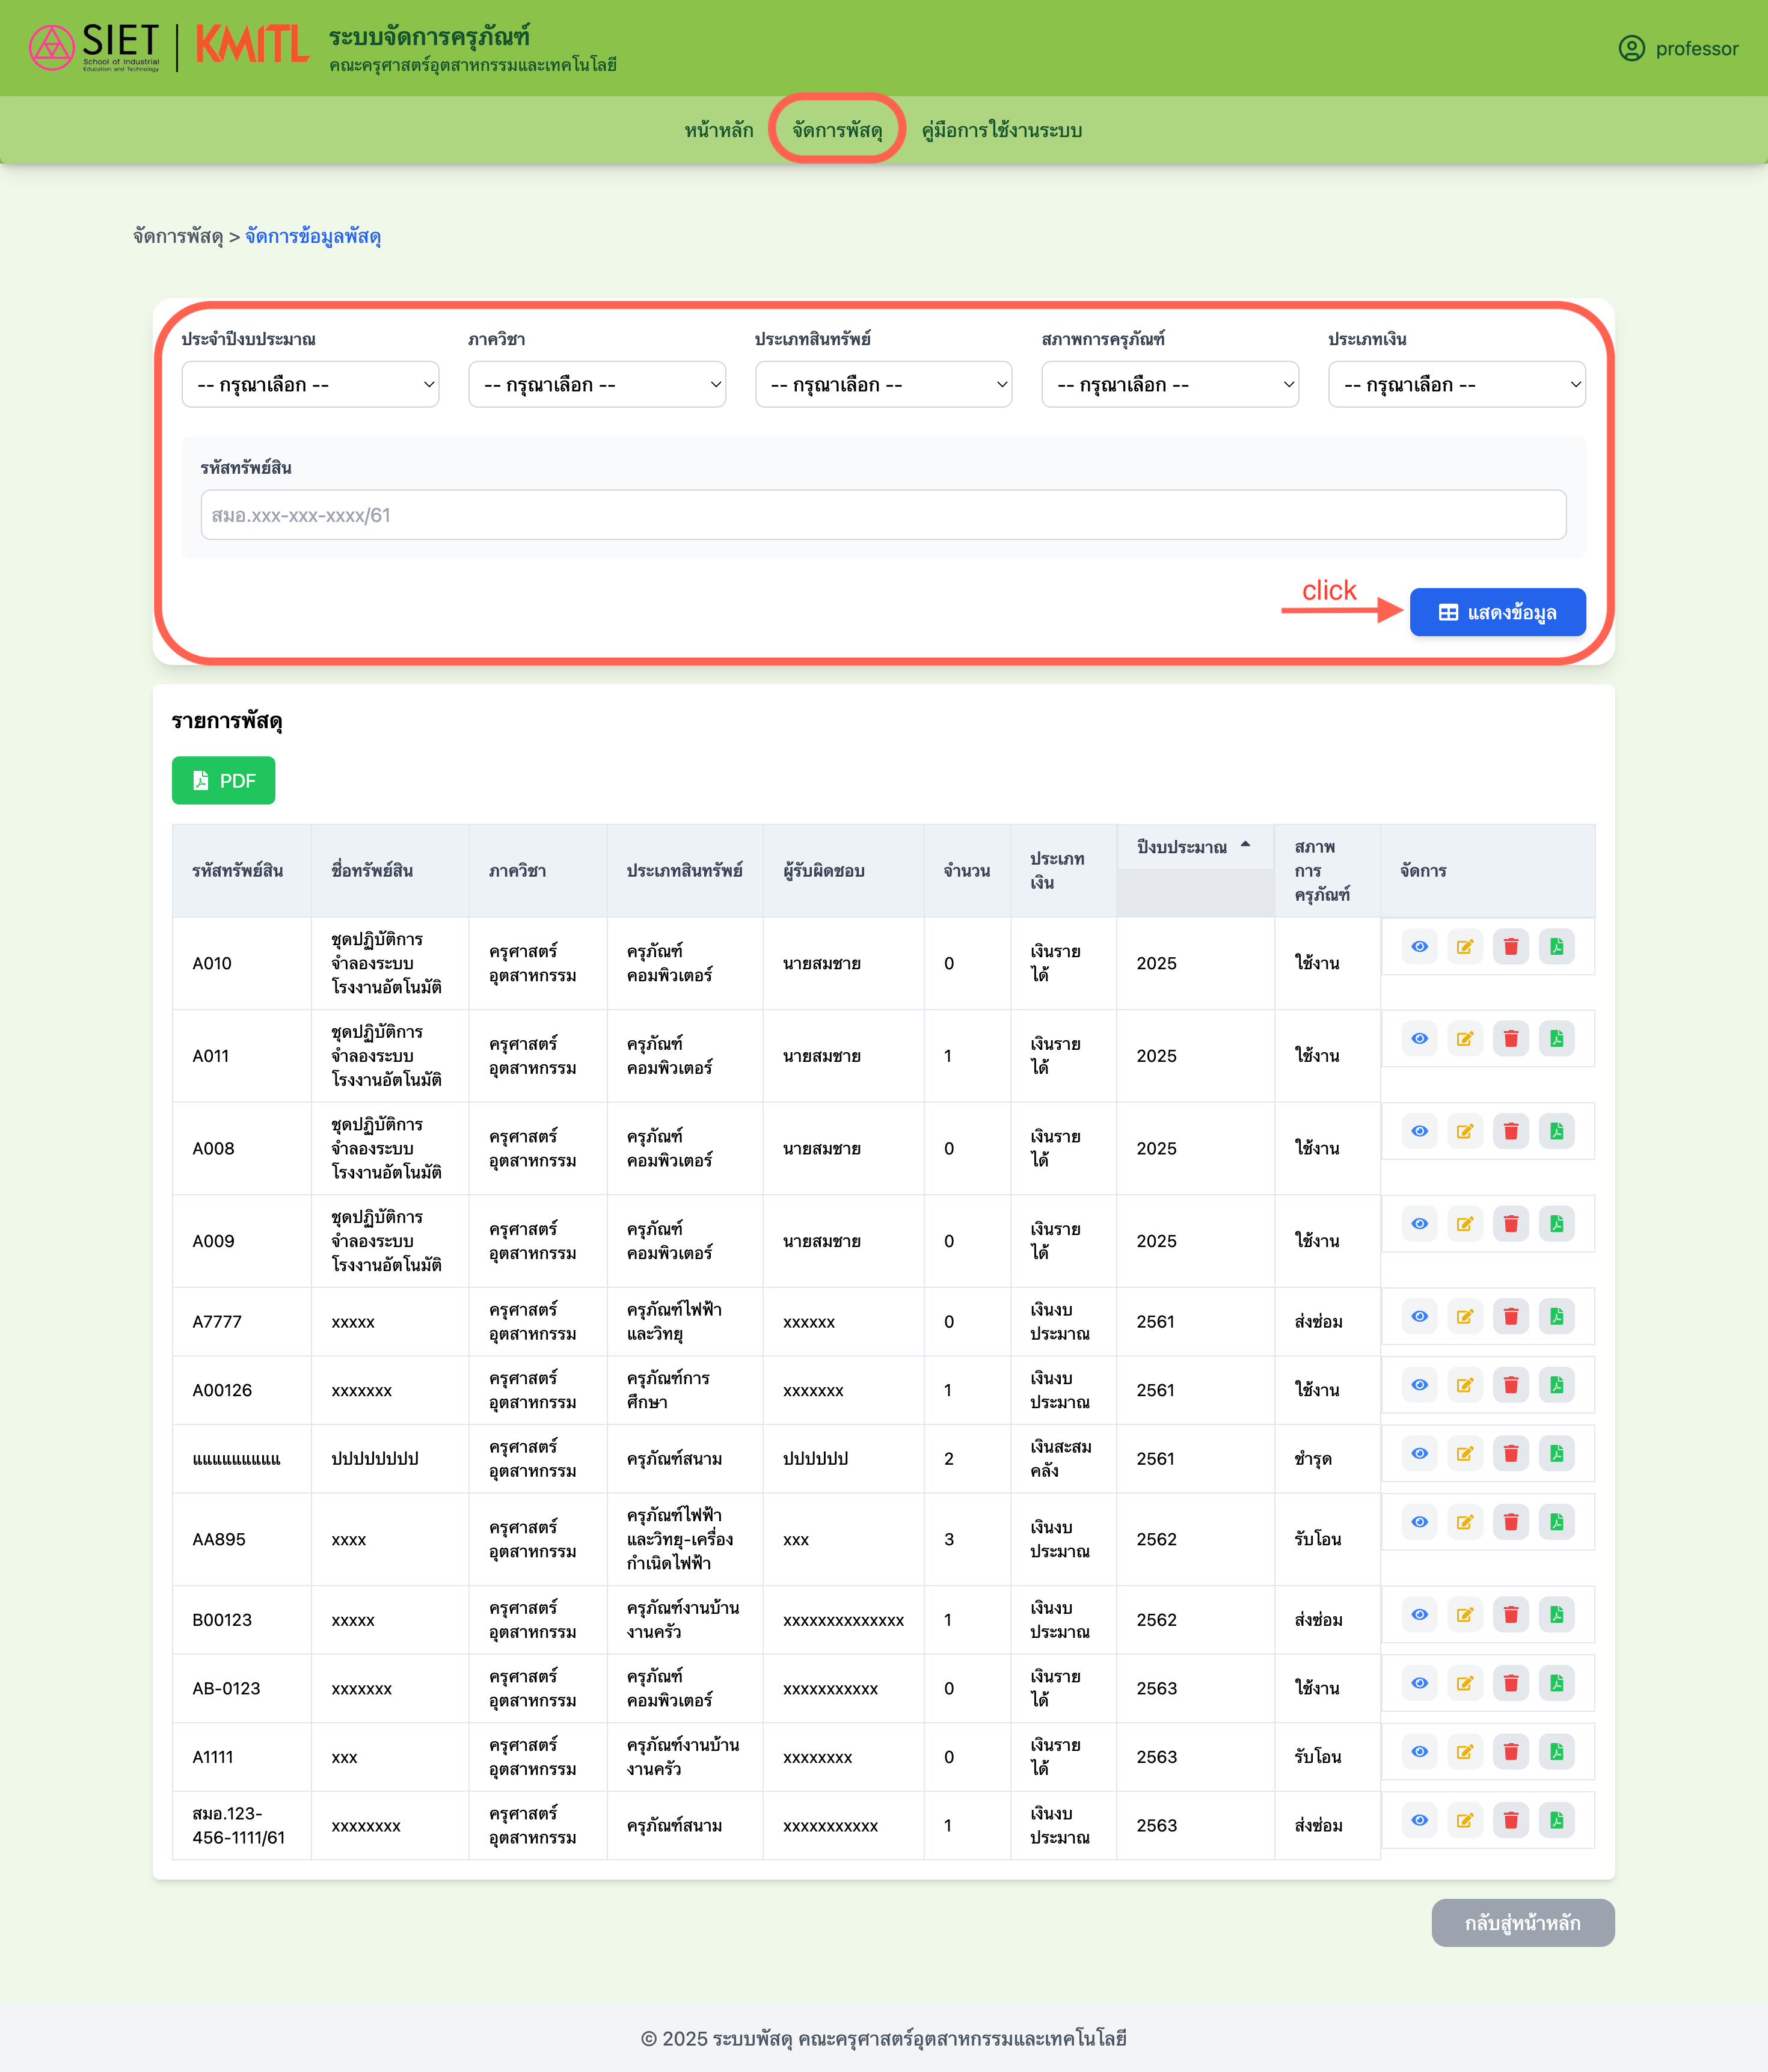 SIET
School of Industrial
Education and Technology
KMITL
ระบบจัดการครุภัณฑ์
คณะครุศาสตร์อุตสาหกรรมและเทคโนโลยี
professor
หน้าหลัก จัดการพัสดุ คู่มือการใช้งานระบบ
จัดการพัสดุ > จัดการข้อมูลพัสดุ
ประจำปีงบประมาณ ภาควิชา ประเภทสินทรัพย์ สภาพการครุภัณฑ์ ประเภทเงิน
-- กรุณาเลือก -- -- กรุณาเลือก -- -- กรุณาเลือก -- -- กรุณาเลือก -- -- กรุณาเลือก --
รหัสทรัพย์สิน
สมอ.xxx-xxx-xxxx/61
click
แสดงข้อมูล
รายการพัสดุ
PDF
รหัสทรัพย์สิน ชื่อทรัพย์สิน ภาควิชา ประเภทสินทรัพย์ ผู้รับผิดชอบ จำนวน ประเภทเงิน ปีงบประมาณ สภาพการครุภัณฑ์ จัดการ
A010 ชุดปฏิบัติการจำลองระบบโรงงานอัตโนมัติ ครุศาสตร์อุตสาหกรรม ครุภัณฑ์คอมพิวเตอร์ นายสมชาย 0 เงินรายได้ 2025 ใช้งาน
A011 ชุดปฏิบัติการจำลองระบบโรงงานอัตโนมัติ ครุศาสตร์อุตสาหกรรม ครุภัณฑ์คอมพิวเตอร์ นายสมชาย 1 เงินรายได้ 2025 ใช้งาน
A008 ชุดปฏิบัติการจำลองระบบโรงงานอัตโนมัติ ครุศาสตร์อุตสาหกรรม ครุภัณฑ์คอมพิวเตอร์ นายสมชาย 0 เงินรายได้ 2025 ใช้งาน
A009 ชุดปฏิบัติการจำลองระบบโรงงานอัตโนมัติ ครุศาสตร์อุตสาหกรรม ครุภัณฑ์คอมพิวเตอร์ นายสมชาย 0 เงินรายได้ 2025 ใช้งาน
A7777 xxxxx ครุศาสตร์อุตสาหกรรม ครุภัณฑ์ไฟฟ้าและวิทยุ xxxxxx 0 เงินงบประมาณ 2561 ส่งซ่อม
A00126 xxxxxxx ครุศาสตร์อุตสาหกรรม ครุภัณฑ์การศึกษา xxxxxxx 1 เงินงบประมาณ 2561 ใช้งาน
แแแแแแแแแ ปปปปปปปป ครุศาสตร์อุตสาหกรรม ครุภัณฑ์สนาม ปปปปปป 2 เงินสะสมคลัง 2561 ชำรุด
AA895 xxxx ครุศาสตร์อุตสาหกรรม ครุภัณฑ์ไฟฟ้าและวิทยุ-เครื่องกำเนิดไฟฟ้า xxx 3 เงินงบประมาณ 2562 รับโอน
B00123 xxxxx ครุศาสตร์อุตสาหกรรม ครุภัณฑ์งานบ้านงานครัว xxxxxxxxxxxxxx 1 เงินงบประมาณ 2562 ส่งซ่อม
AB-0123 xxxxxxx ครุศาสตร์อุตสาหกรรม ครุภัณฑ์คอมพิวเตอร์ xxxxxxxxxxx 0 เงินรายได้ 2563 ใช้งาน
A1111 xxx ครุศาสตร์อุตสาหกรรม ครุภัณฑ์งานบ้านงานครัว xxxxxxxx 0 เงินรายได้ 2563 รับโอน
สมอ.123-456-1111/61 xxxxxxxx ครุศาสตร์อุตสาหกรรม ครุภัณฑ์สนาม xxxxxxxxxxx 1 เงินงบประมาณ 2563 ส่งซ่อม
กลับสู่หน้าหลัก
© 2025 ระบบพัสดุ คณะครุศาสตร์อุตสาหกรรมและเทคโนโลยี